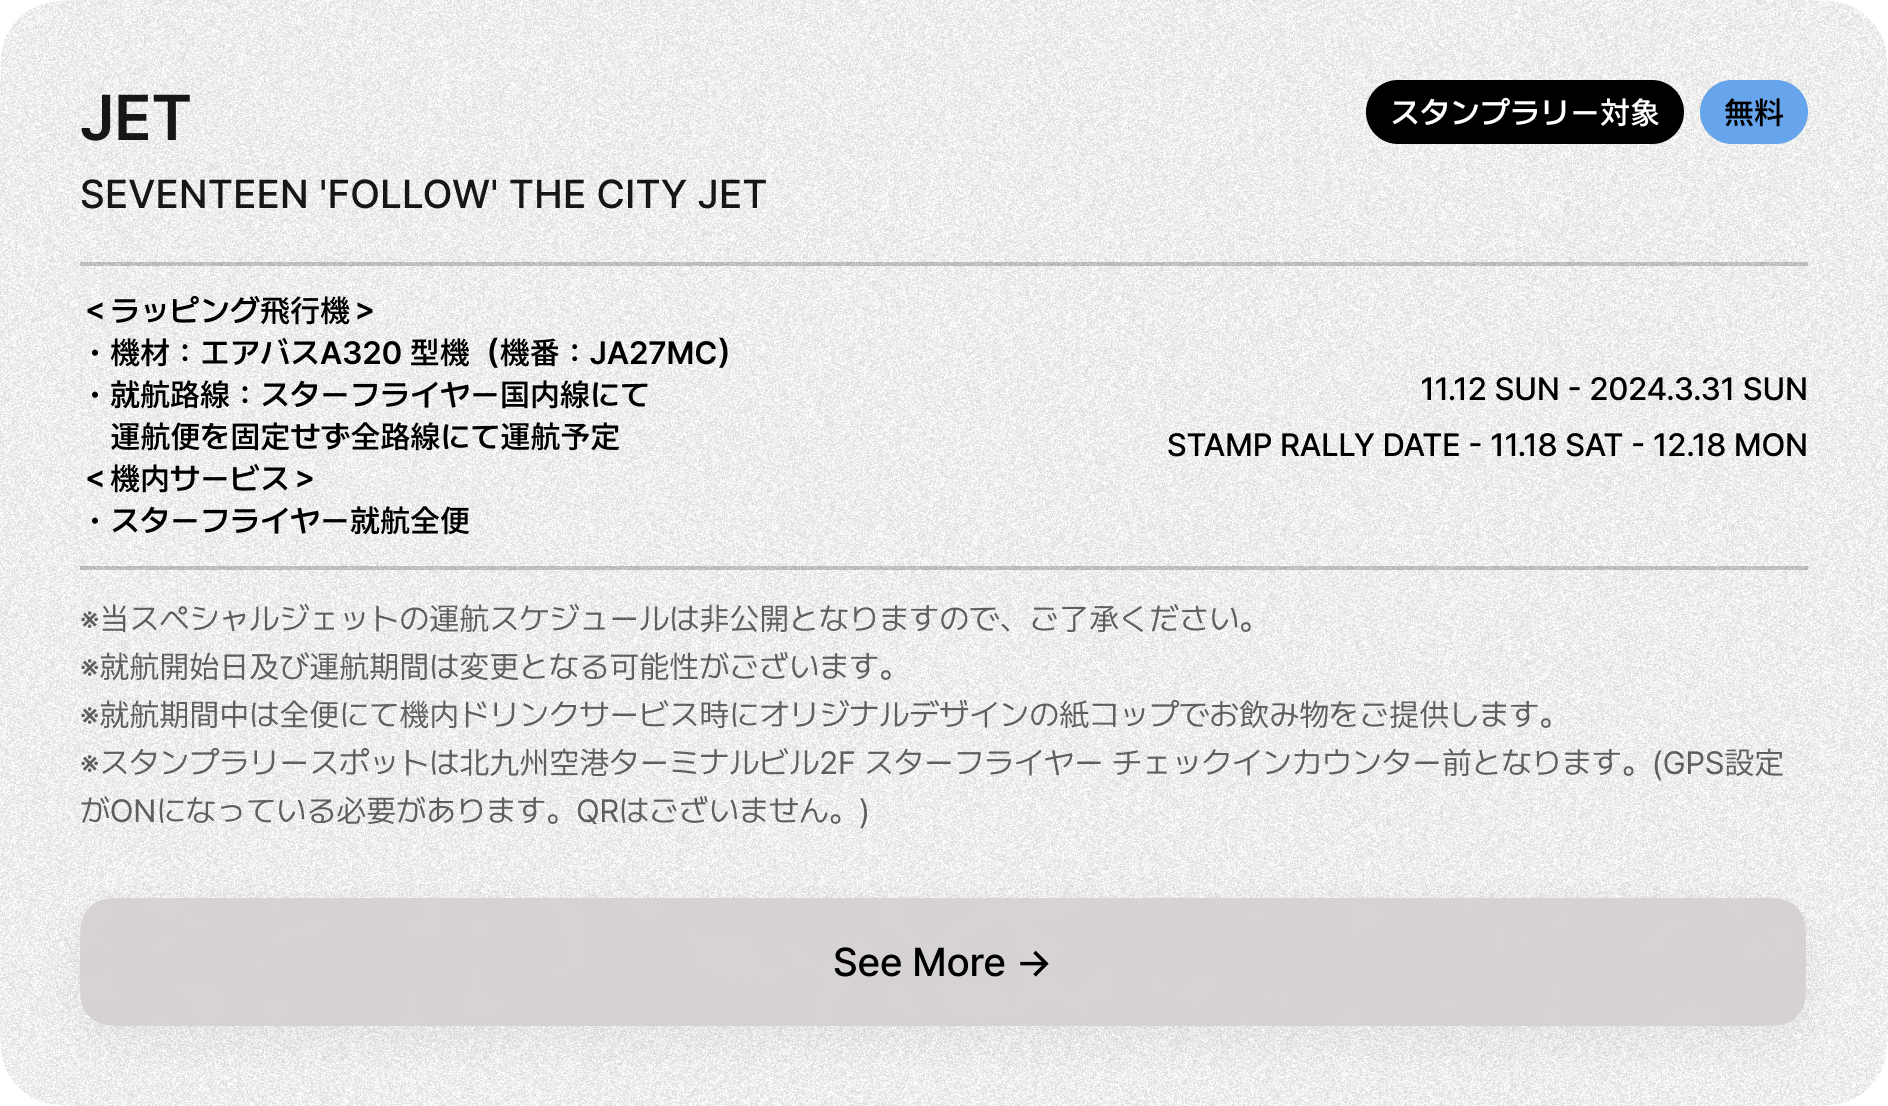 JET
スタンプラリー対象
無料
SEVENTEEN 'FOLLOW' THE CITY JET
＜ラッピング飛行機＞
・機材：エアバスA320 型機（機番：JA27MC）
・就航路線：スターフライヤー国内線にて
運航便を固定せず全路線にて運航予定
＜機内サービス＞
・スターフライヤー就航全便
11.12 SUN - 2024.3.31 SUN
STAMP RALLY DATE - 11.18 SAT - 12.18 MON
※当スペシャルジェットの運航スケジュールは非公開となりますので、ご了承ください。
※就航開始日及び運航期間は変更となる可能性がございます。
※就航期間中は全便にて機内ドリンクサービス時にオリジナルデザインの紙コップでお飲み物をご提供します。
※スタンプラリースポットは北九州空港ターミナルビル2F スターフライヤー チェックインカウンター前となります。(GPS設定
がONになっている必要があります。QRはございません。)
See More →